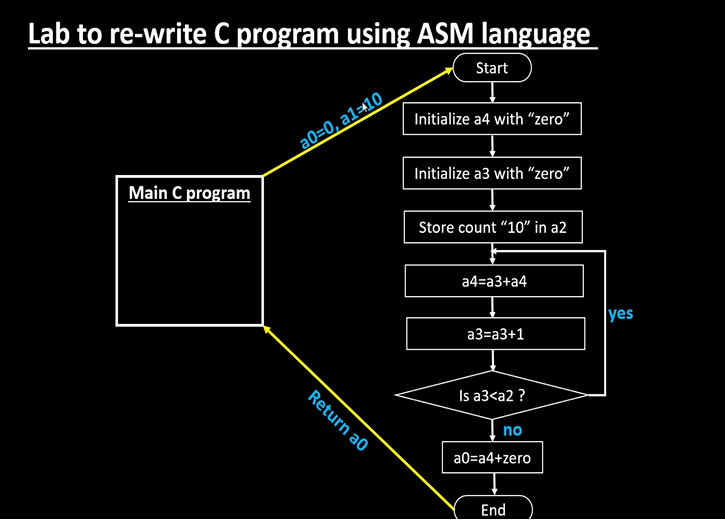 Lab to re-write C program using ASM language
Start
a0=0, a1=10
Initialize a4 with “zero”
Initialize a3 with “zero”
Main C program
Store count “10” in a2
a4=a3+a4
yes
a3=a3+1
Is a3<a2 ?
Return a0
no
a0=a4+zero
End